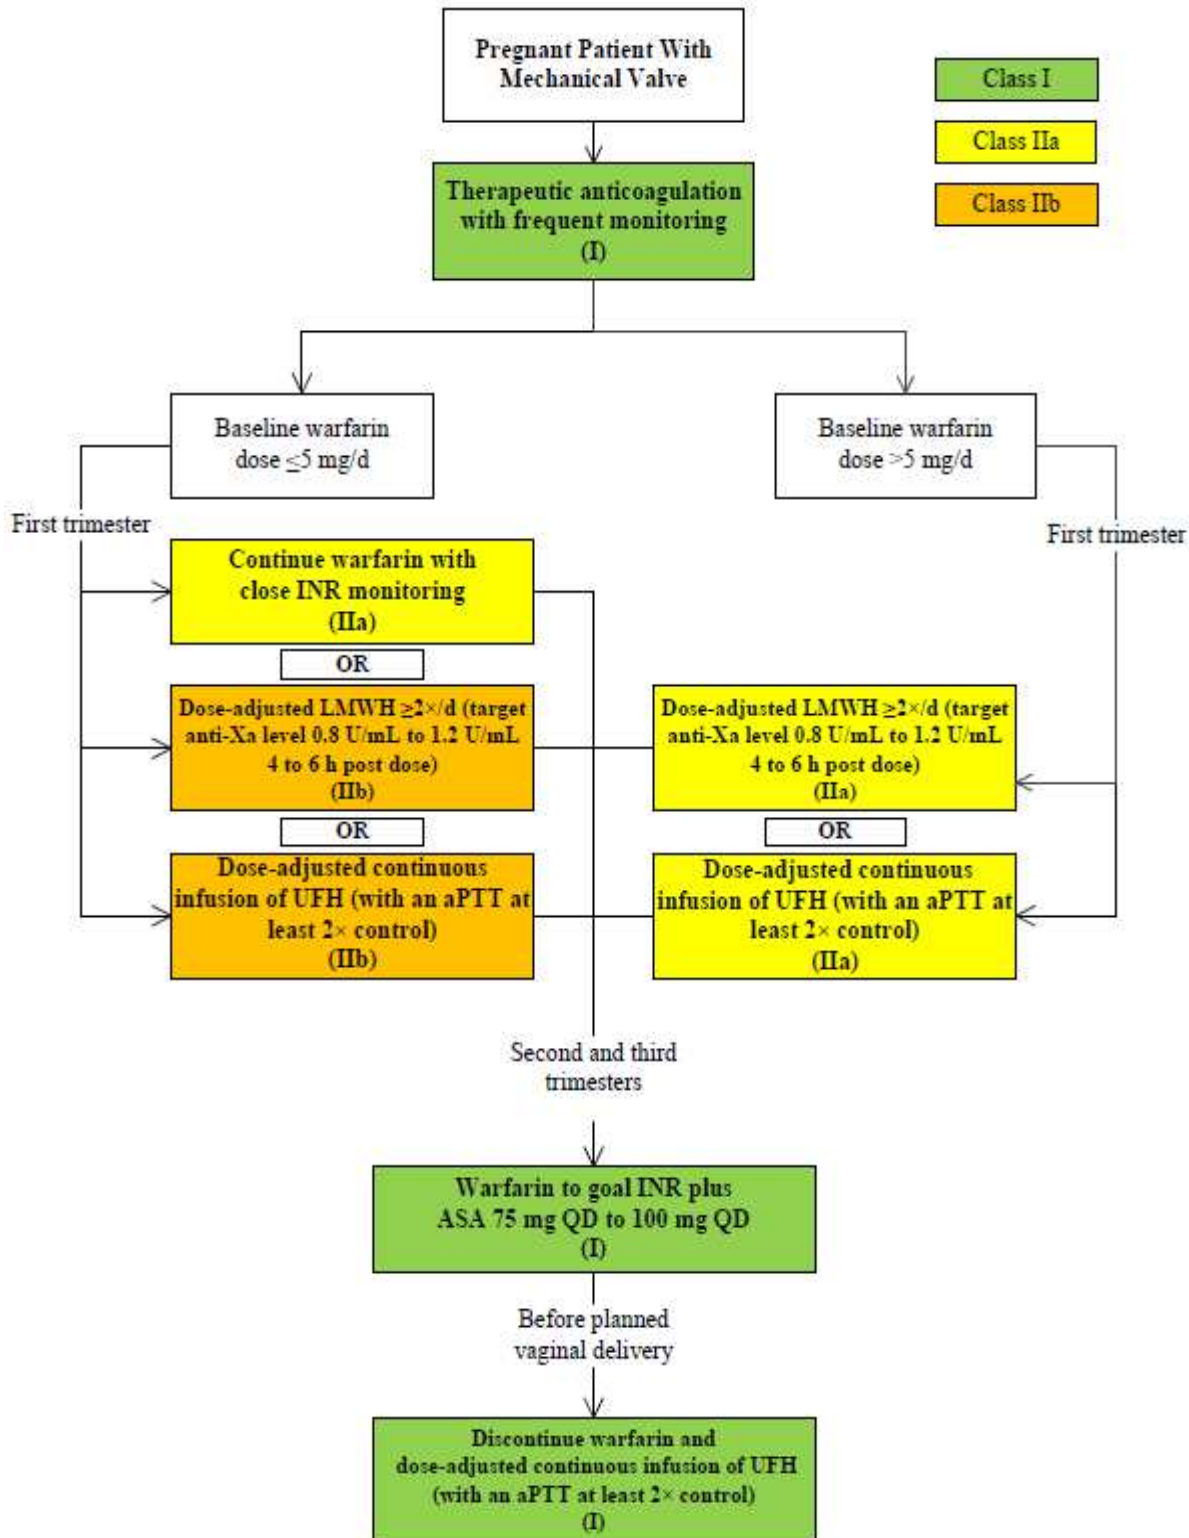 Pregnant Patient With
Mechanical Valve
Class I
Class IIa
Class IIb
Therapeutic anticoagulation
with frequent monitoring
(I)
Baseline warfarin
dose ≤5 mg/d
Baseline warfarin
dose >5 mg/d
First trimester
First trimester
Continue warfarin with
close INR monitoring
(IIa)
OR
Dose-adjusted LMWH ≥2×/d (target
anti-Xa level 0.8 U/mL to 1.2 U/mL
4 to 6 h post dose)
(IIb)
OR
Dose-adjusted continuous
infusion of UFH (with an aPTT at
least 2× control)
(IIb)
Dose-adjusted LMWH ≥2×/d (target
anti-Xa level 0.8 U/mL to 1.2 U/mL
4 to 6 h post dose)
(IIa)
OR
Dose-adjusted continuous
infusion of UFH (with an aPTT at
least 2× control)
(IIa)
Second and third
trimesters
Warfarin to goal INR plus
ASA 75 mg QD to 100 mg QD
(I)
Before planned
vaginal delivery
Discontinue warfarin and
dose-adjusted continuous infusion of UFH
(with an aPTT at least 2× control)
(I)